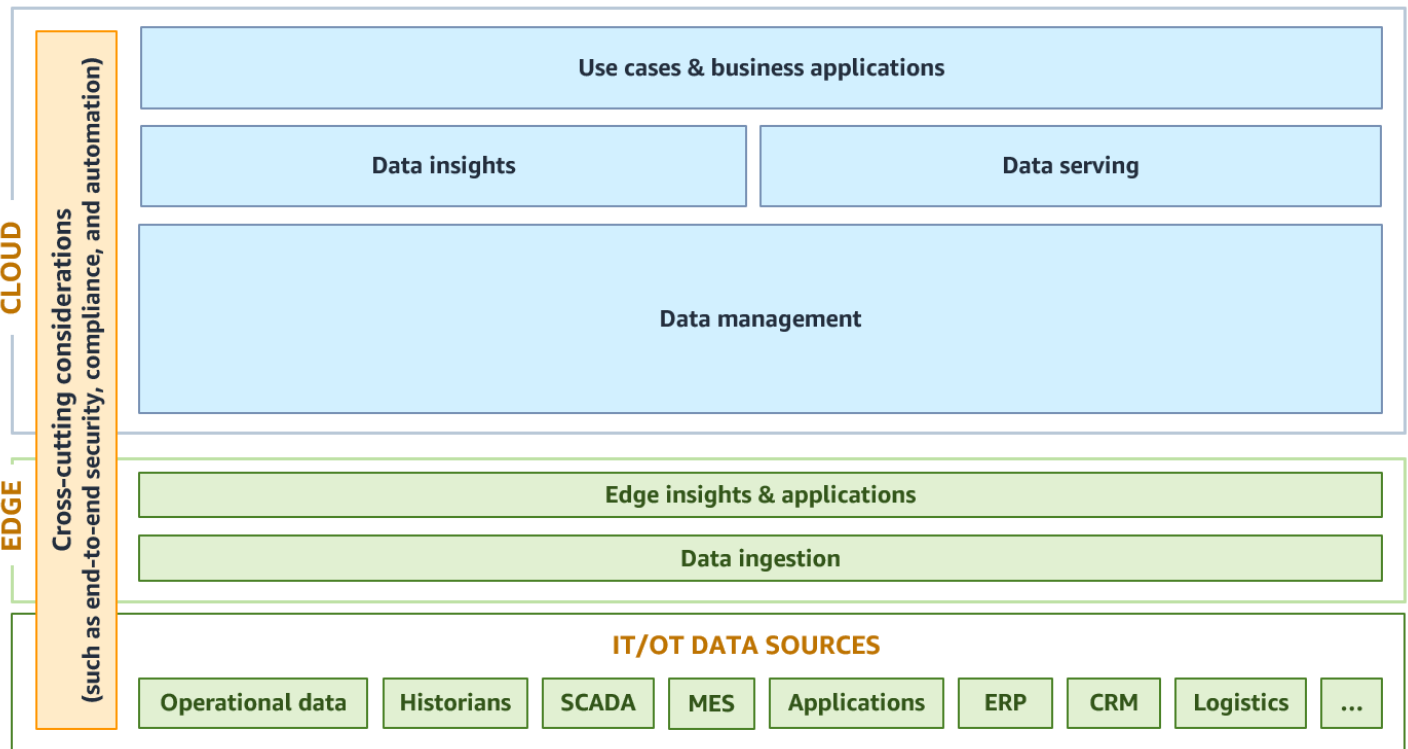 CLOUD
Cross-cutting considerations
(such as end-to-end security, compliance, and automation)
Use cases & business applications
Data insights
Data serving
Data management
EDGE
Edge insights & applications
Data ingestion
IT/OT DATA SOURCES
Operational data
Historians
SCADA
MES
Applications
ERP
CRM
Logistics
...